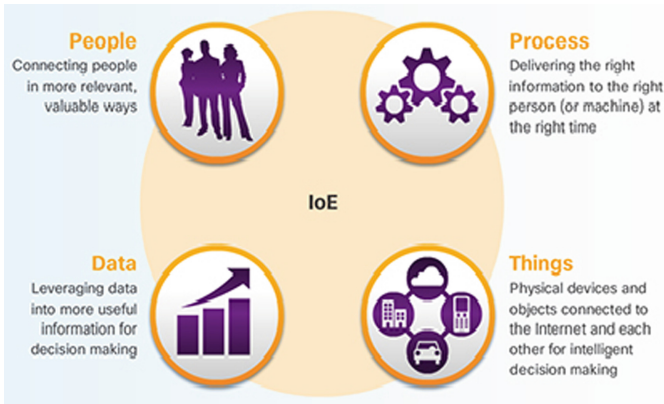 People
Connecting people
in more relevant,
valuable ways
Process
Delivering the right
information to the right
person (or machine) at
the right time
IoE
Data
Leveraging data
into more useful
information for
decision making
Things
Physical devices and
objects connected to
the Internet and each
other for intelligent
decision making